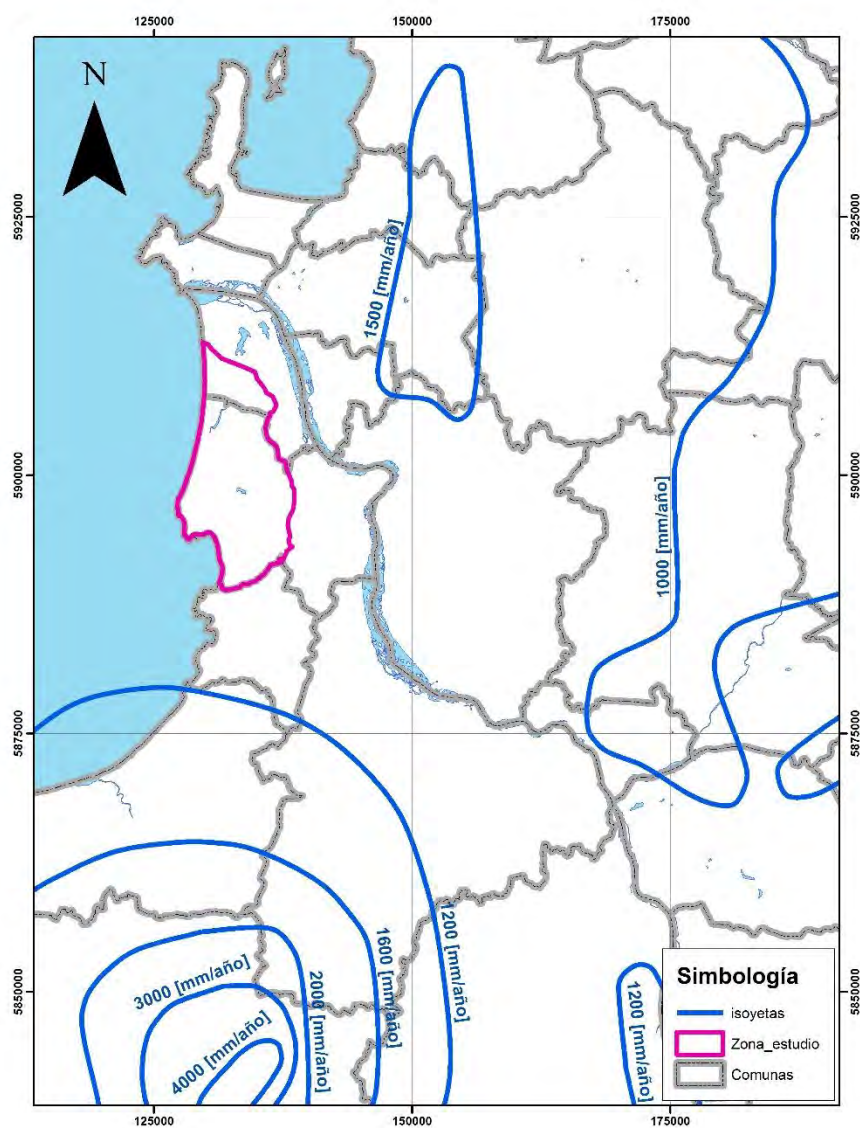 125000 150000 175000
N
5925000 5925000
1500 [mm/año]
5900000 5900000
1000 [mm/año]
5875000 5875000
1200 [mm/año]
1600 [mm/año]
2000 [mm/año]
3000 [mm/año]
4000 [mm/año]
1200 [mm/año]
5850000 5850000
Simbología
isoyetas
Zona_estudio
Comunas
125000 150000 175000